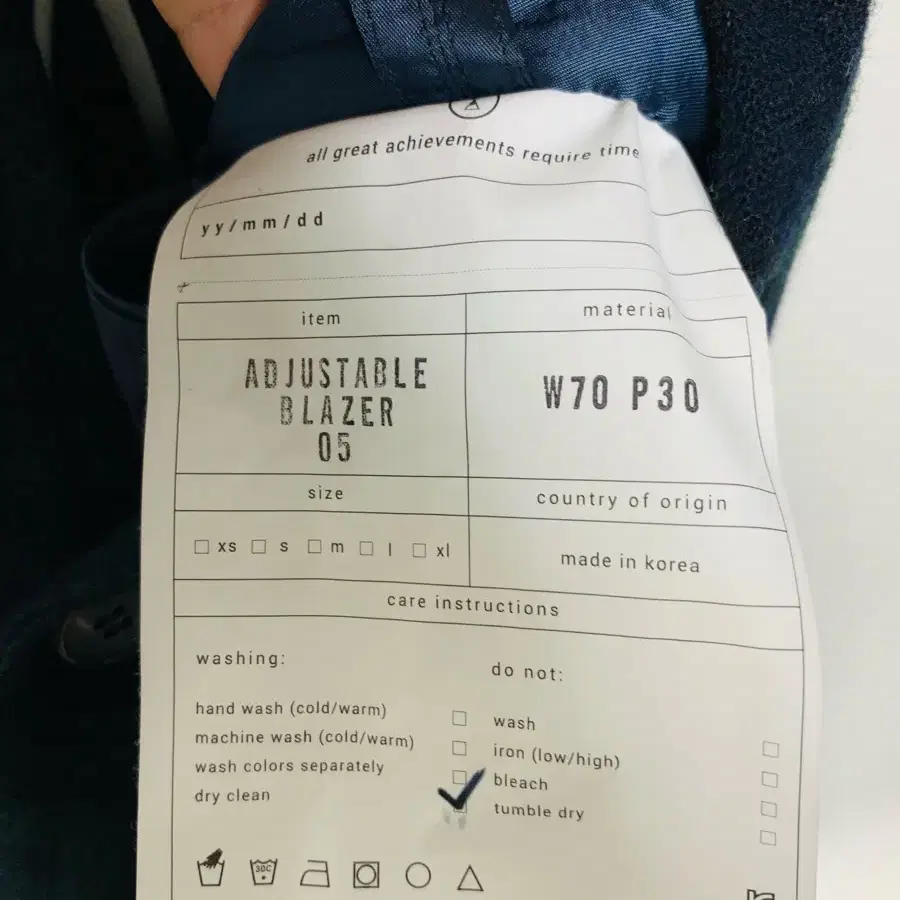 all great achievements require time
yy/mm/dd
item
material
ADJUSTABLE
BLAZER
05
W70 P30
size
country of origin
xs s m l xl
made in korea
care instructions
washing:
do not:
hand wash (cold/warm)
machine wash (cold/warm)
wash colors separately
dry clean
wash
iron (low/high)
bleach
tumble dry
30C